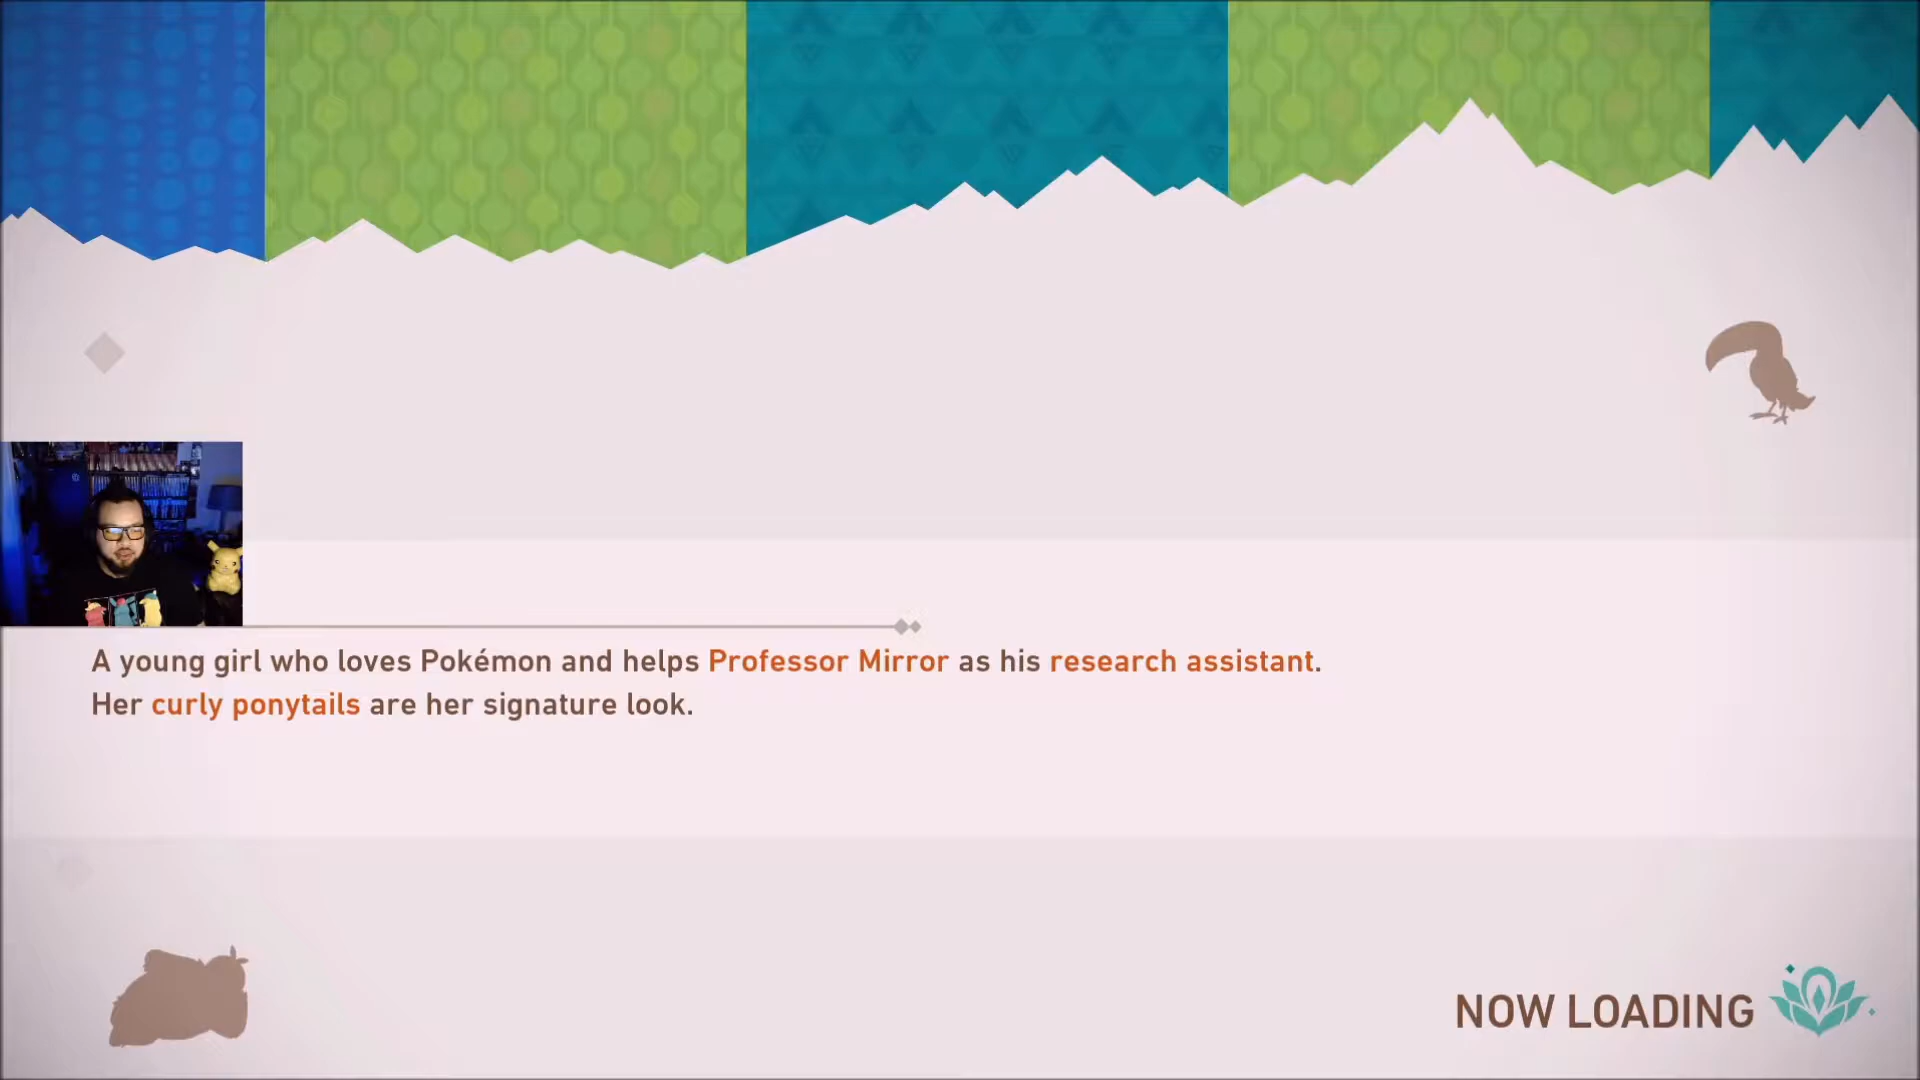 A young girl who loves Pokémon and helps Professor Mirror as his research assistant.
Her curly ponytails are her signature look.
NOW LOADING